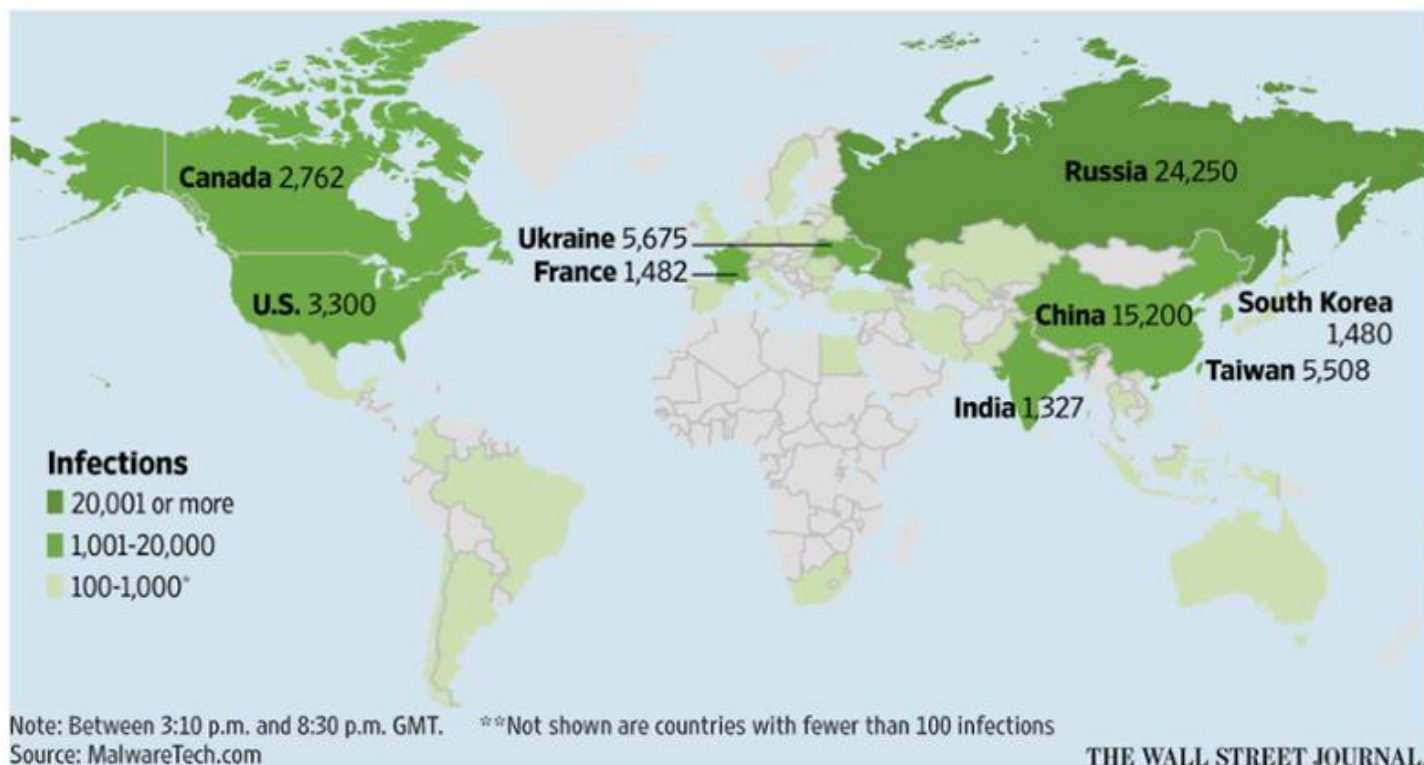 Canada 2,762
Russia 24,250
Ukraine 5,675
France 1,482
U.S. 3,300
China 15,200
South Korea
1,480
Taiwan 5,508
India 1,327
Infections
20,001 or more
1,001-20,000
100-1,000*
Note: Between 3:10 p.m. and 8:30 p.m. GMT. **Not shown are countries with fewer than 100 infections
Source: MalwareTech.com
THE WALL STREET JOURNAL